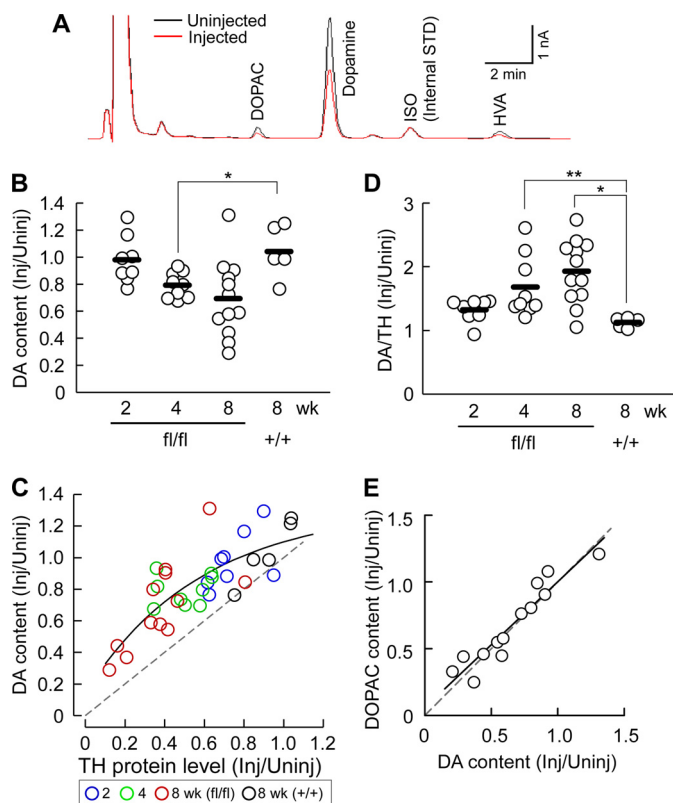 A
Uninjected
Injected
DOPAC
Dopamine
ISO
(Internal STD)
HVA
1 nA
2 min
B
DA content (Inj/Uninj)
1.4
1.2
1.0
0.8
0.6
0.4
0.2
0
*
2 4 8 8 wk
fl/fl +/+
D
DA/TH (Inj/Uninj)
3
2
1
0
**
*
2 4 8 8 wk
fl/fl +/+
C
DA content (Inj/Uninj)
1.4
1.2
1.0
0.8
0.6
0.4
0.2
0
0 0.2 0.4 0.6 0.8 1.0 1.2
TH protein level (Inj/Uninj)
2 4 8 wk (fl/fl) 8 wk (+/+)
E
DOPAC content (Inj/Uninj)
1.5
1.0
0.5
0
0 0.5 1.0 1.5
DA content (Inj/Uninj)